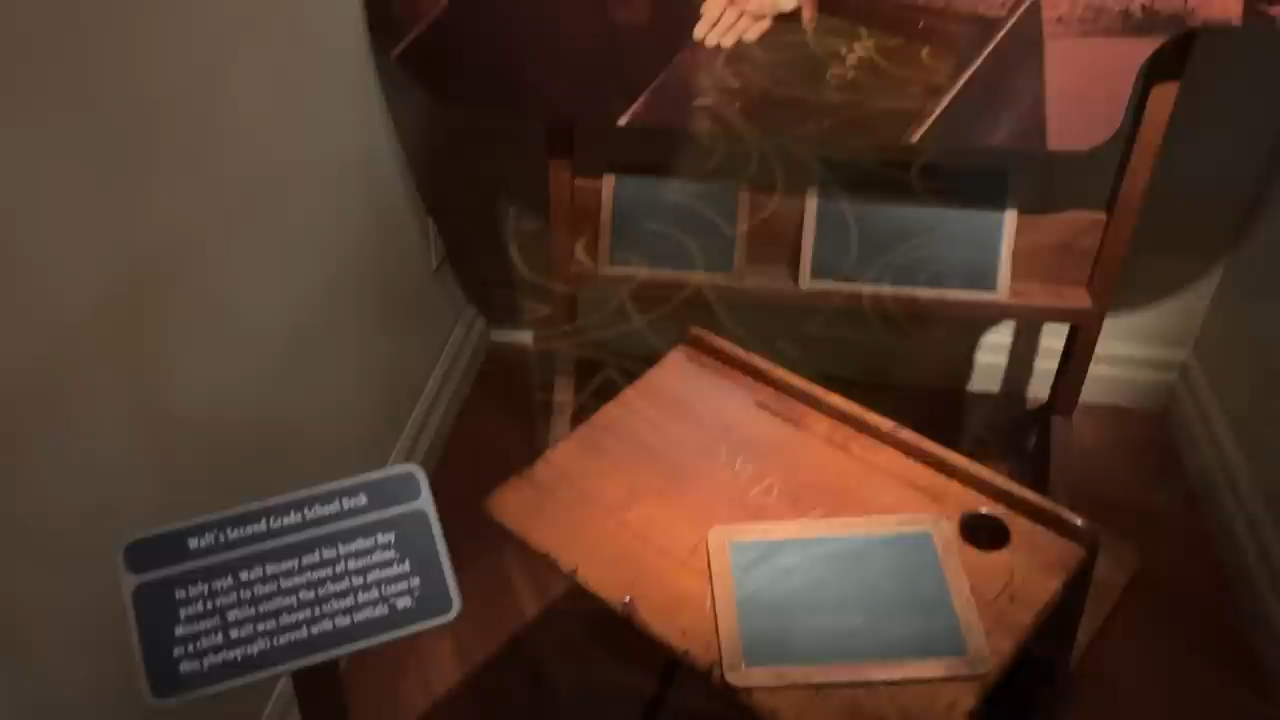 Walt's Second Grade School Desk
In July 1956, Walt Disney and his brother Roy
paid a visit to their hometown of Marceline,
Missouri. While visiting the school he attended
as a child, Walt was shown a school desk (seen in
this photograph) carved with the initials "WD."